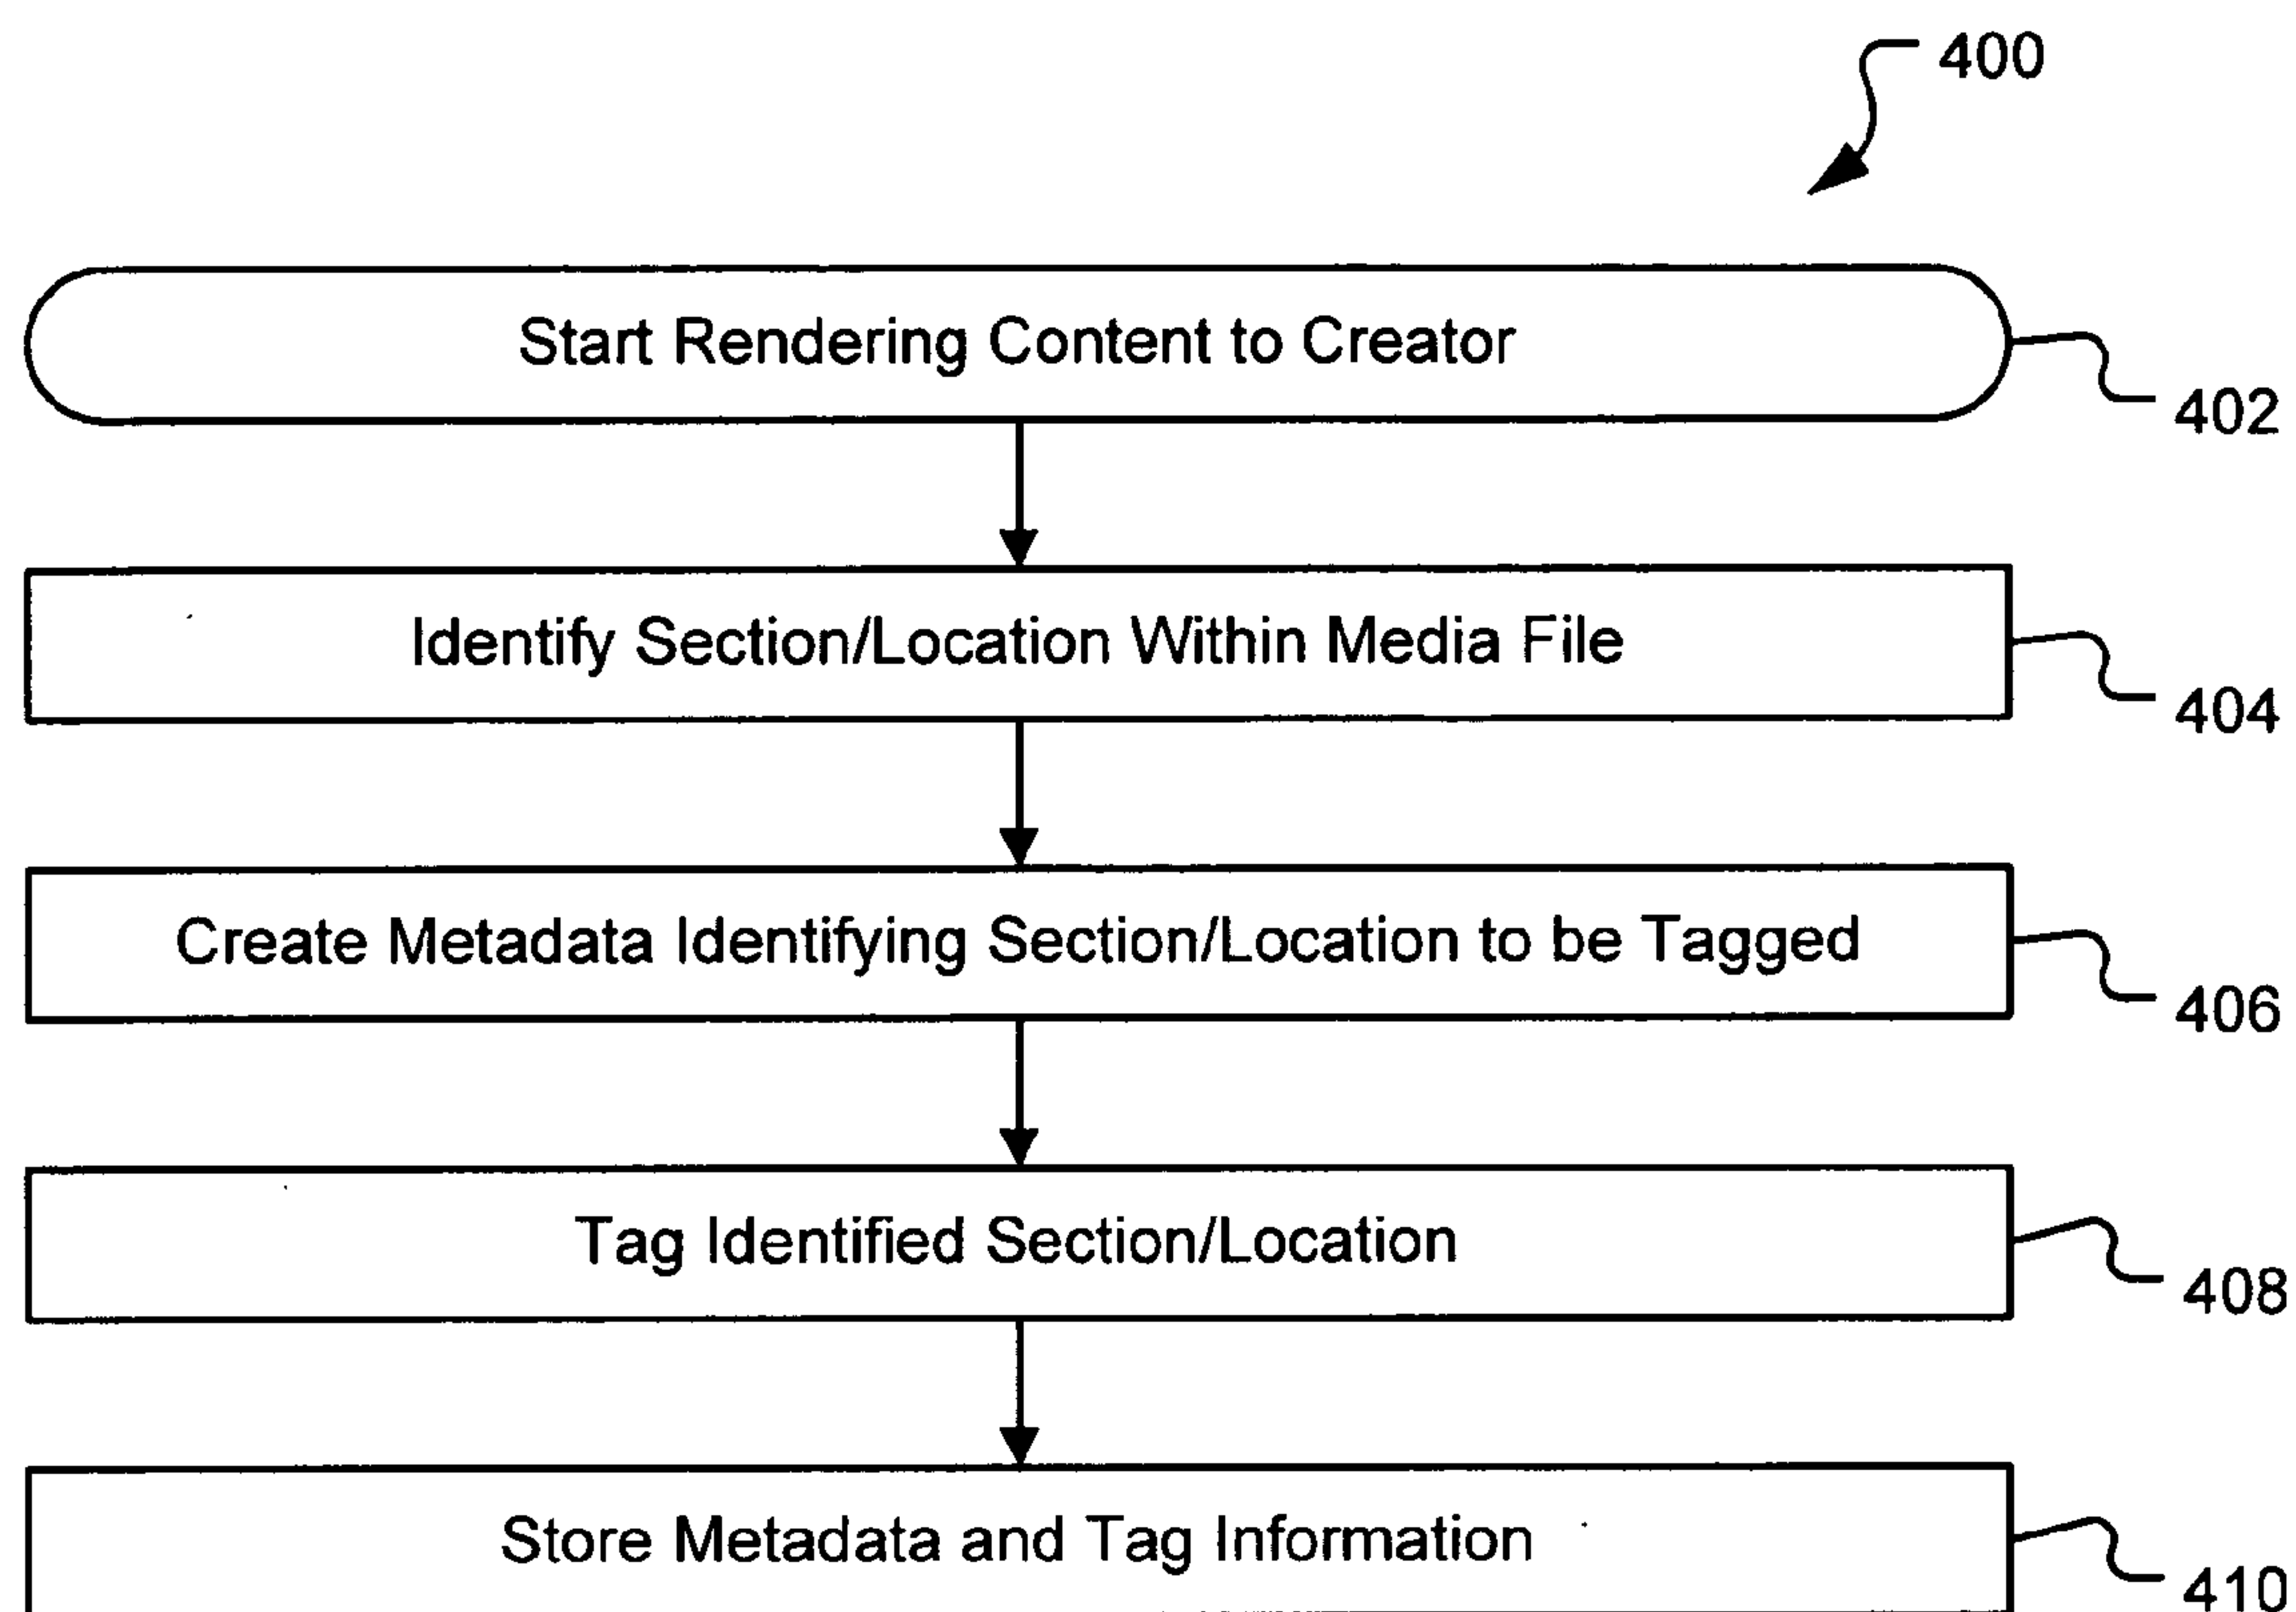 400
Start Rendering Content to Creator
402
Identify Section/Location Within Media File
404
Create Metadata Identifying Section/Location to be Tagged
406
Tag Identified Section/Location
408
Store Metadata and Tag Information
410